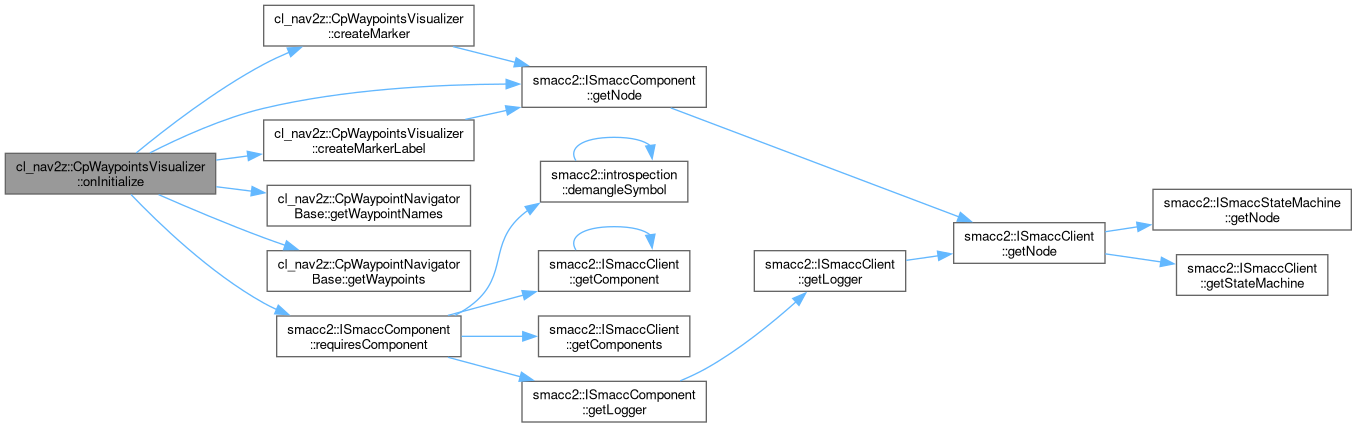 cl_nav2z::CpWaypointsVisualizer
::onInitialize
cl_nav2z::CpWaypointsVisualizer
::createMarker
smacc2::ISmaccComponent
::getNode
cl_nav2z::CpWaypointsVisualizer
::createMarkerLabel
cl_nav2z::CpWaypointNavigator
Base::getWaypointNames
cl_nav2z::CpWaypointNavigator
Base::getWaypoints
smacc2::ISmaccComponent
::requiresComponent
smacc2::introspection
::demangleSymbol
smacc2::ISmaccClient
::getComponent
smacc2::ISmaccClient
::getComponents
smacc2::ISmaccComponent
::getLogger
smacc2::ISmaccClient
::getLogger
smacc2::ISmaccClient
::getNode
smacc2::ISmaccStateMachine
::getNode
smacc2::ISmaccClient
::getStateMachine